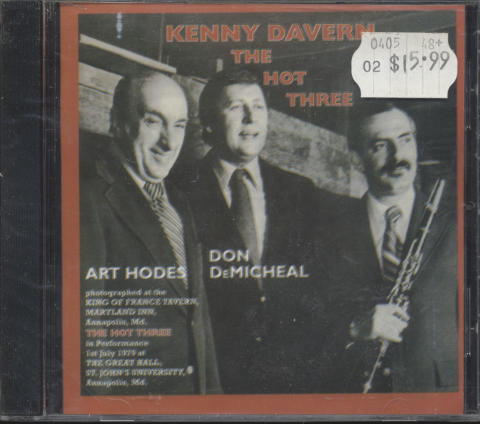 KENNY DAVERN
THE
HOT
THREE
0405 48+
02 $15.99
ART HODES
DON
DeMICHEAL
photographed at the
KING OF FRANCE TAVERN,
MARYLAND INN,
Annapolis, Md.
THE HOT THREE
in Performance
1st July 1979 at
THE GREAT HALL,
ST. JOHN'S UNIVERSITY,
Annapolis, Md.